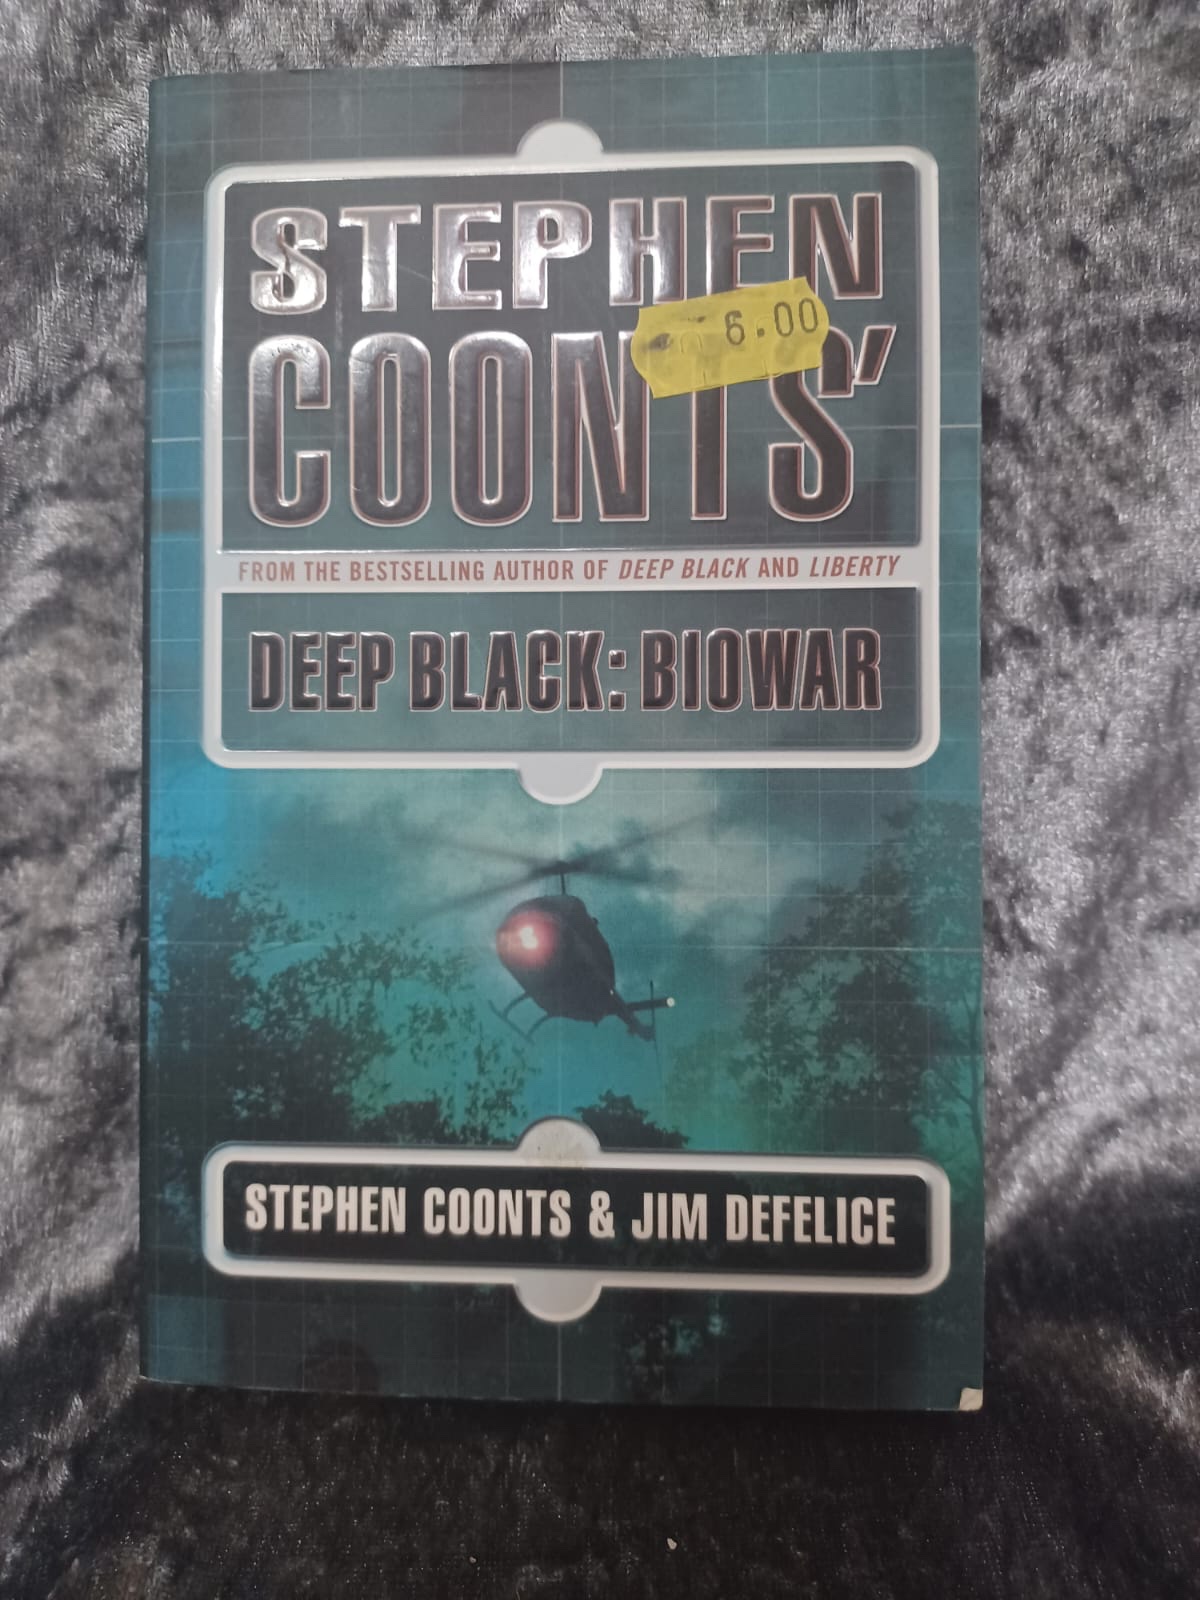 STEPHEN
6.00
COONTS'
FROM THE BESTSELLING AUTHOR OF DEEP BLACK AND LIBERTY
DEEP BLACK: BIOWAR
STEPHEN COONTS & JIM DEFELICE